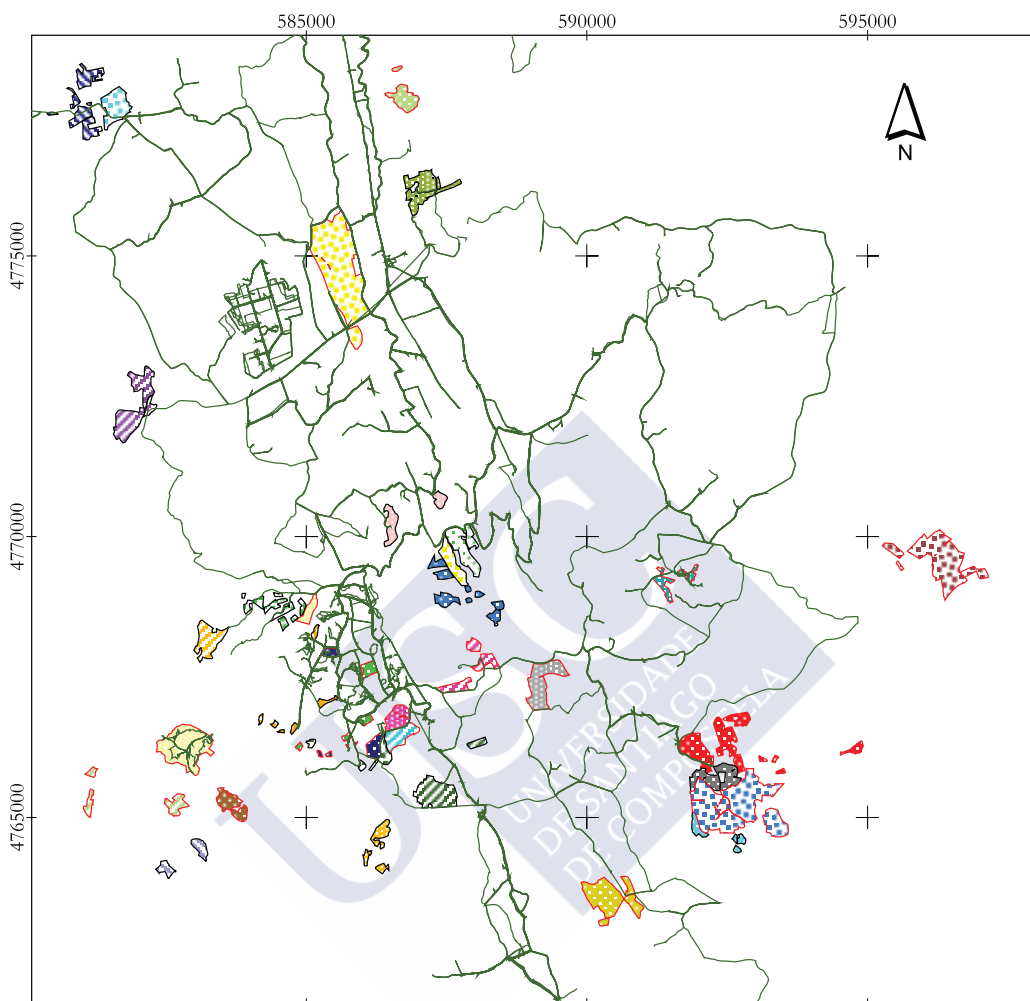 585000 590000 595000
N
4775000
4770000
4765000
USC
UNIVERSIDADE
DE SANTIAGO
DE COMPOSTELA